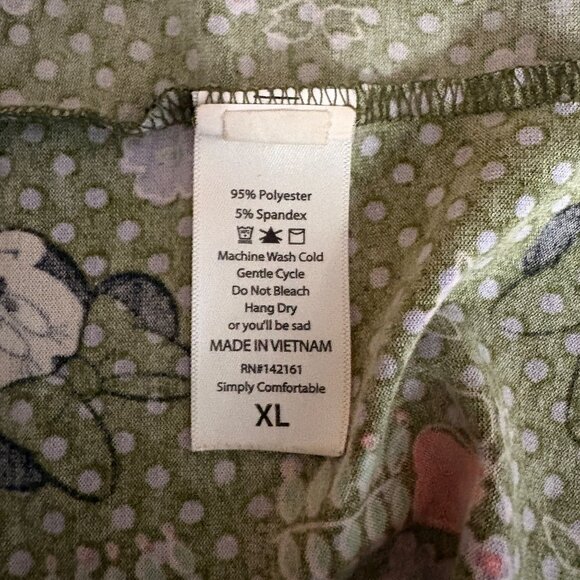 95% Polyester
5% Spandex
Machine Wash Cold
Gentle Cycle
Do Not Bleach
Hang Dry
or you'll be sad
MADE IN VIETNAM
RN#142161
Simply Comfortable
XL